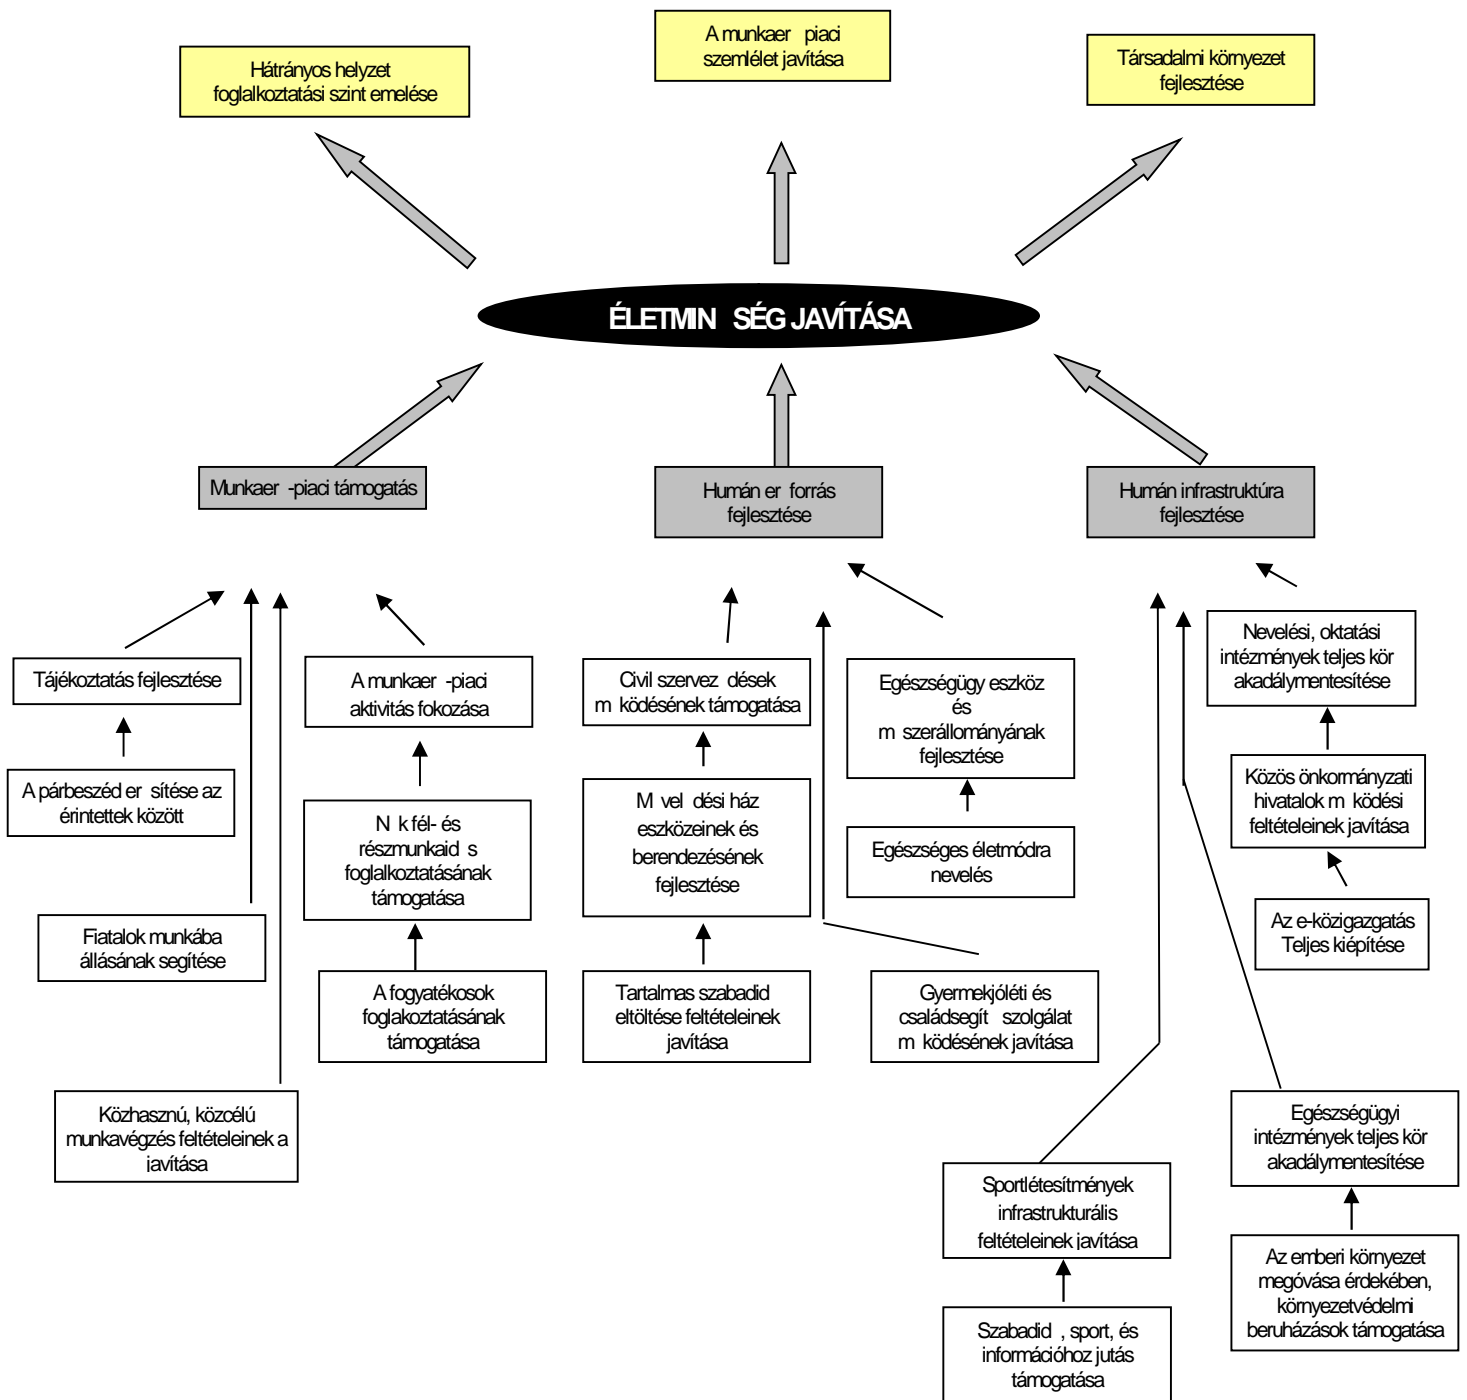 A munkaer piaci
szemlélet javítása
Hátrányos helyzet
foglalkoztatási szint emelése
Társadalmi környezet
fejlesztése
ÉLETMIN SÉG JAVÍTÁSA
Munkaer -piaci támogatás
Humán er forrás
fejlesztése
Humán infrastruktúra
fejlesztése
Tájékoztatás fejlesztése
A párbeszéd er sítése az
érintettek között
Fiatalok munkába
állásának segítése
Közhasznú, közcélú
munkavégzés feltételeinek a
javítása
A munkaer -piaci
aktivitás fokozása
N k fél- és
részmunkaid s
foglalkoztatásának
támogatása
A fogyatékosok
foglakoztatásának
támogatása
Civil szervez dések
m ködésének támogatása
M vel dési ház
eszközeinek és
berendezésének
fejlesztése
Tartalmas szabadid
eltöltése feltételeinek
javítása
Egészségügy eszköz
és
m szerállományának
fejlesztése
Egészséges életmódra
nevelés
Gyermekjóléti és
családsegít szolgálat
m ködésének javítása
Nevelési, oktatási
intézmények teljes kör
akadálymentesítése
Közös önkormányzati
hivatalok m ködési
feltételeinek javítása
Az e-közigazgatás
Teljes kiépítése
Sportlétesítmények
infrastrukturális
feltételeinek javítása
Szabadid , sport, és
információhoz jutás
támogatása
Egészségügyi
intézmények teljes kör
akadálymentesítése
Az emberi környezet
megóvása érdekében,
környezetvédelmi
beruházások támogatása